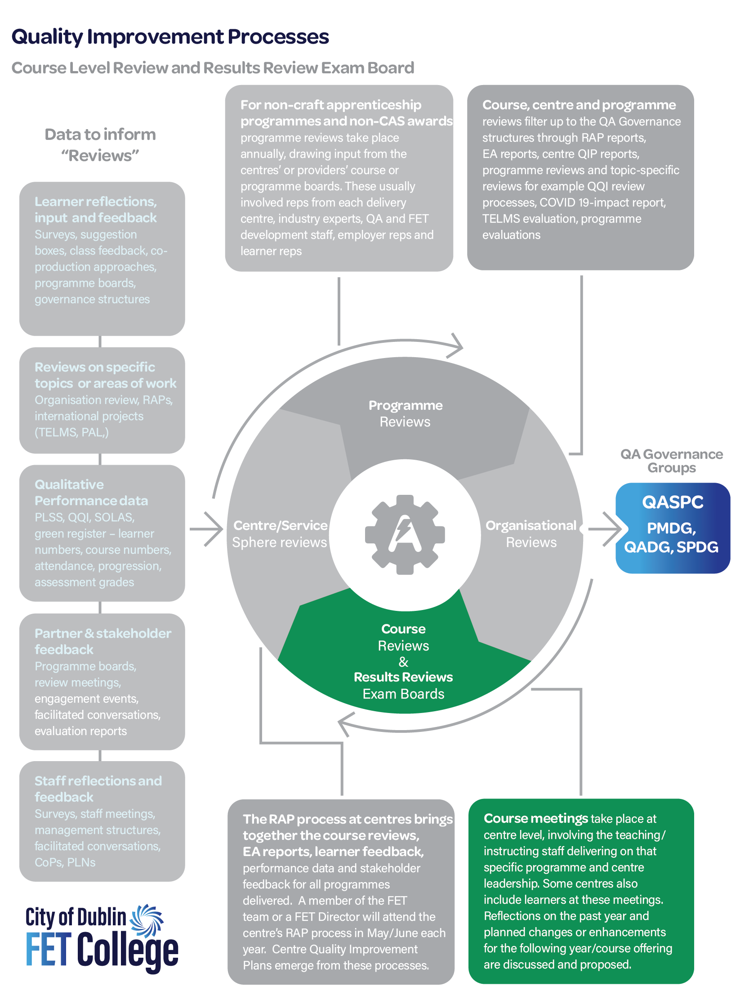 Quality Improvement Processes
Course Level Review and Results Review Exam Board
Data to inform
“Reviews”
Learner reflections,
input and feedback
Surveys, suggestion
boxes, class feedback, co-
production approaches,
programme boards,
governance structures
Reviews on specific
topics or areas of work
Organisation review, RAPs,
international projects
(TELMS, PAL,)
Qualitative
Performance data
PLSS, QQI, SOLAS,
green register – learner
numbers, course numbers,
attendance, progression,
assessment grades
Partner & stakeholder
feedback
Programme boards,
review meetings,
engagement events,
facilitated conversations,
evaluation reports
Staff reflections and
feedback
Surveys, staff meetings,
management structures,
facilitated conversations,
CoPs, PLNs
For non-craft apprenticeship
programmes and non-CAS awards
programme reviews take place
annually, drawing input from the
centres’ or providers’ course or
programme boards. These usually
involved reps from each delivery
centre, industry experts, QA and FET
development staff, employer reps and
learner reps
Course, centre and programme
reviews filter up to the QA Governance
structures through RAP reports,
EA reports, centre QIP reports,
programme reviews and topic-specific
reviews for example QQI review
processes, COVID 19-impact report,
TELMS evaluation, programme
evaluations
Programme
Reviews
Centre/Service
Sphere reviews
A
Organisational
Reviews
Course
Reviews
&
Results Reviews
Exam Boards
QA Governance
Groups
QASPC
PMDG,
QADG, SPDG
The RAP process at centres brings
together the course reviews,
EA reports, learner feedback,
performance data and stakeholder
feedback for all programmes
delivered. A member of the FET
team or a FET Director will attend the
centre’s RAP process in May/June each
year. Centre Quality Improvement
Plans emerge from these processes.
Course meetings take place at
centre level, involving the teaching/
instructing staff delivering on that
specific programme and centre
leadership. Some centres also
include learners at these meetings.
Reflections on the past year and
planned changes or enhancements
for the following year/course offering
are discussed and proposed.
City of Dublin
FET College